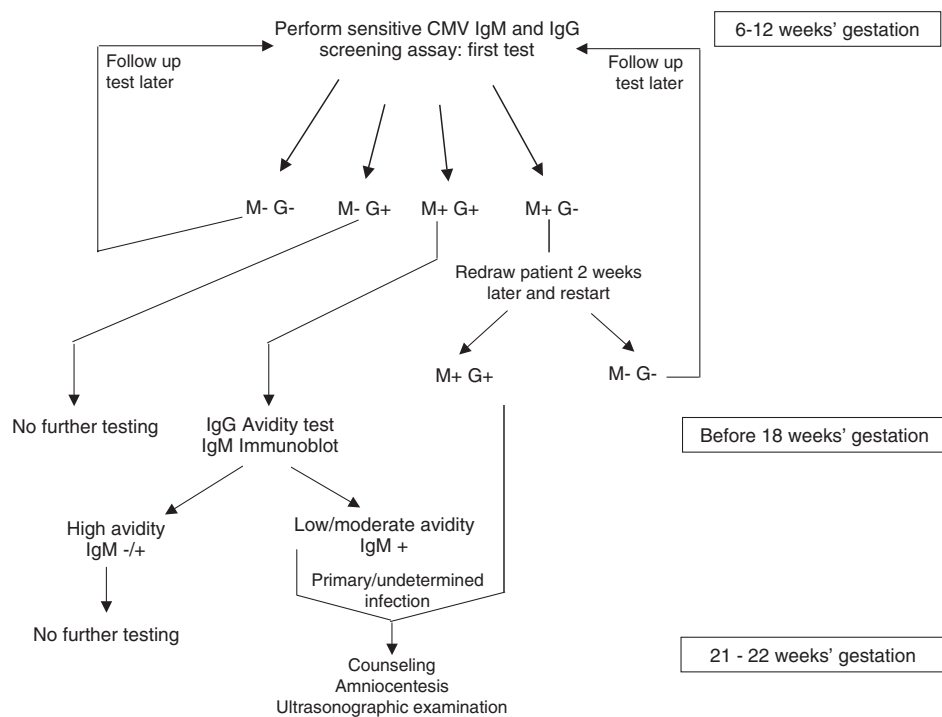 Perform sensitive CMV IgM and IgG
screening assay: first test
6-12 weeks' gestation
Follow up
test later
Follow up
test later
M- G-
M- G+
M+ G+
M+ G-
Redraw patient 2 weeks
later and restart
M+ G+
M- G-
No further testing
IgG Avidity test
IgM Immunoblot
Before 18 weeks' gestation
High avidity
IgM -/+
Low/moderate avidity
IgM +
Primary/undetermined
infection
No further testing
21 - 22 weeks' gestation
Counseling
Amniocentesis
Ultrasonographic examination